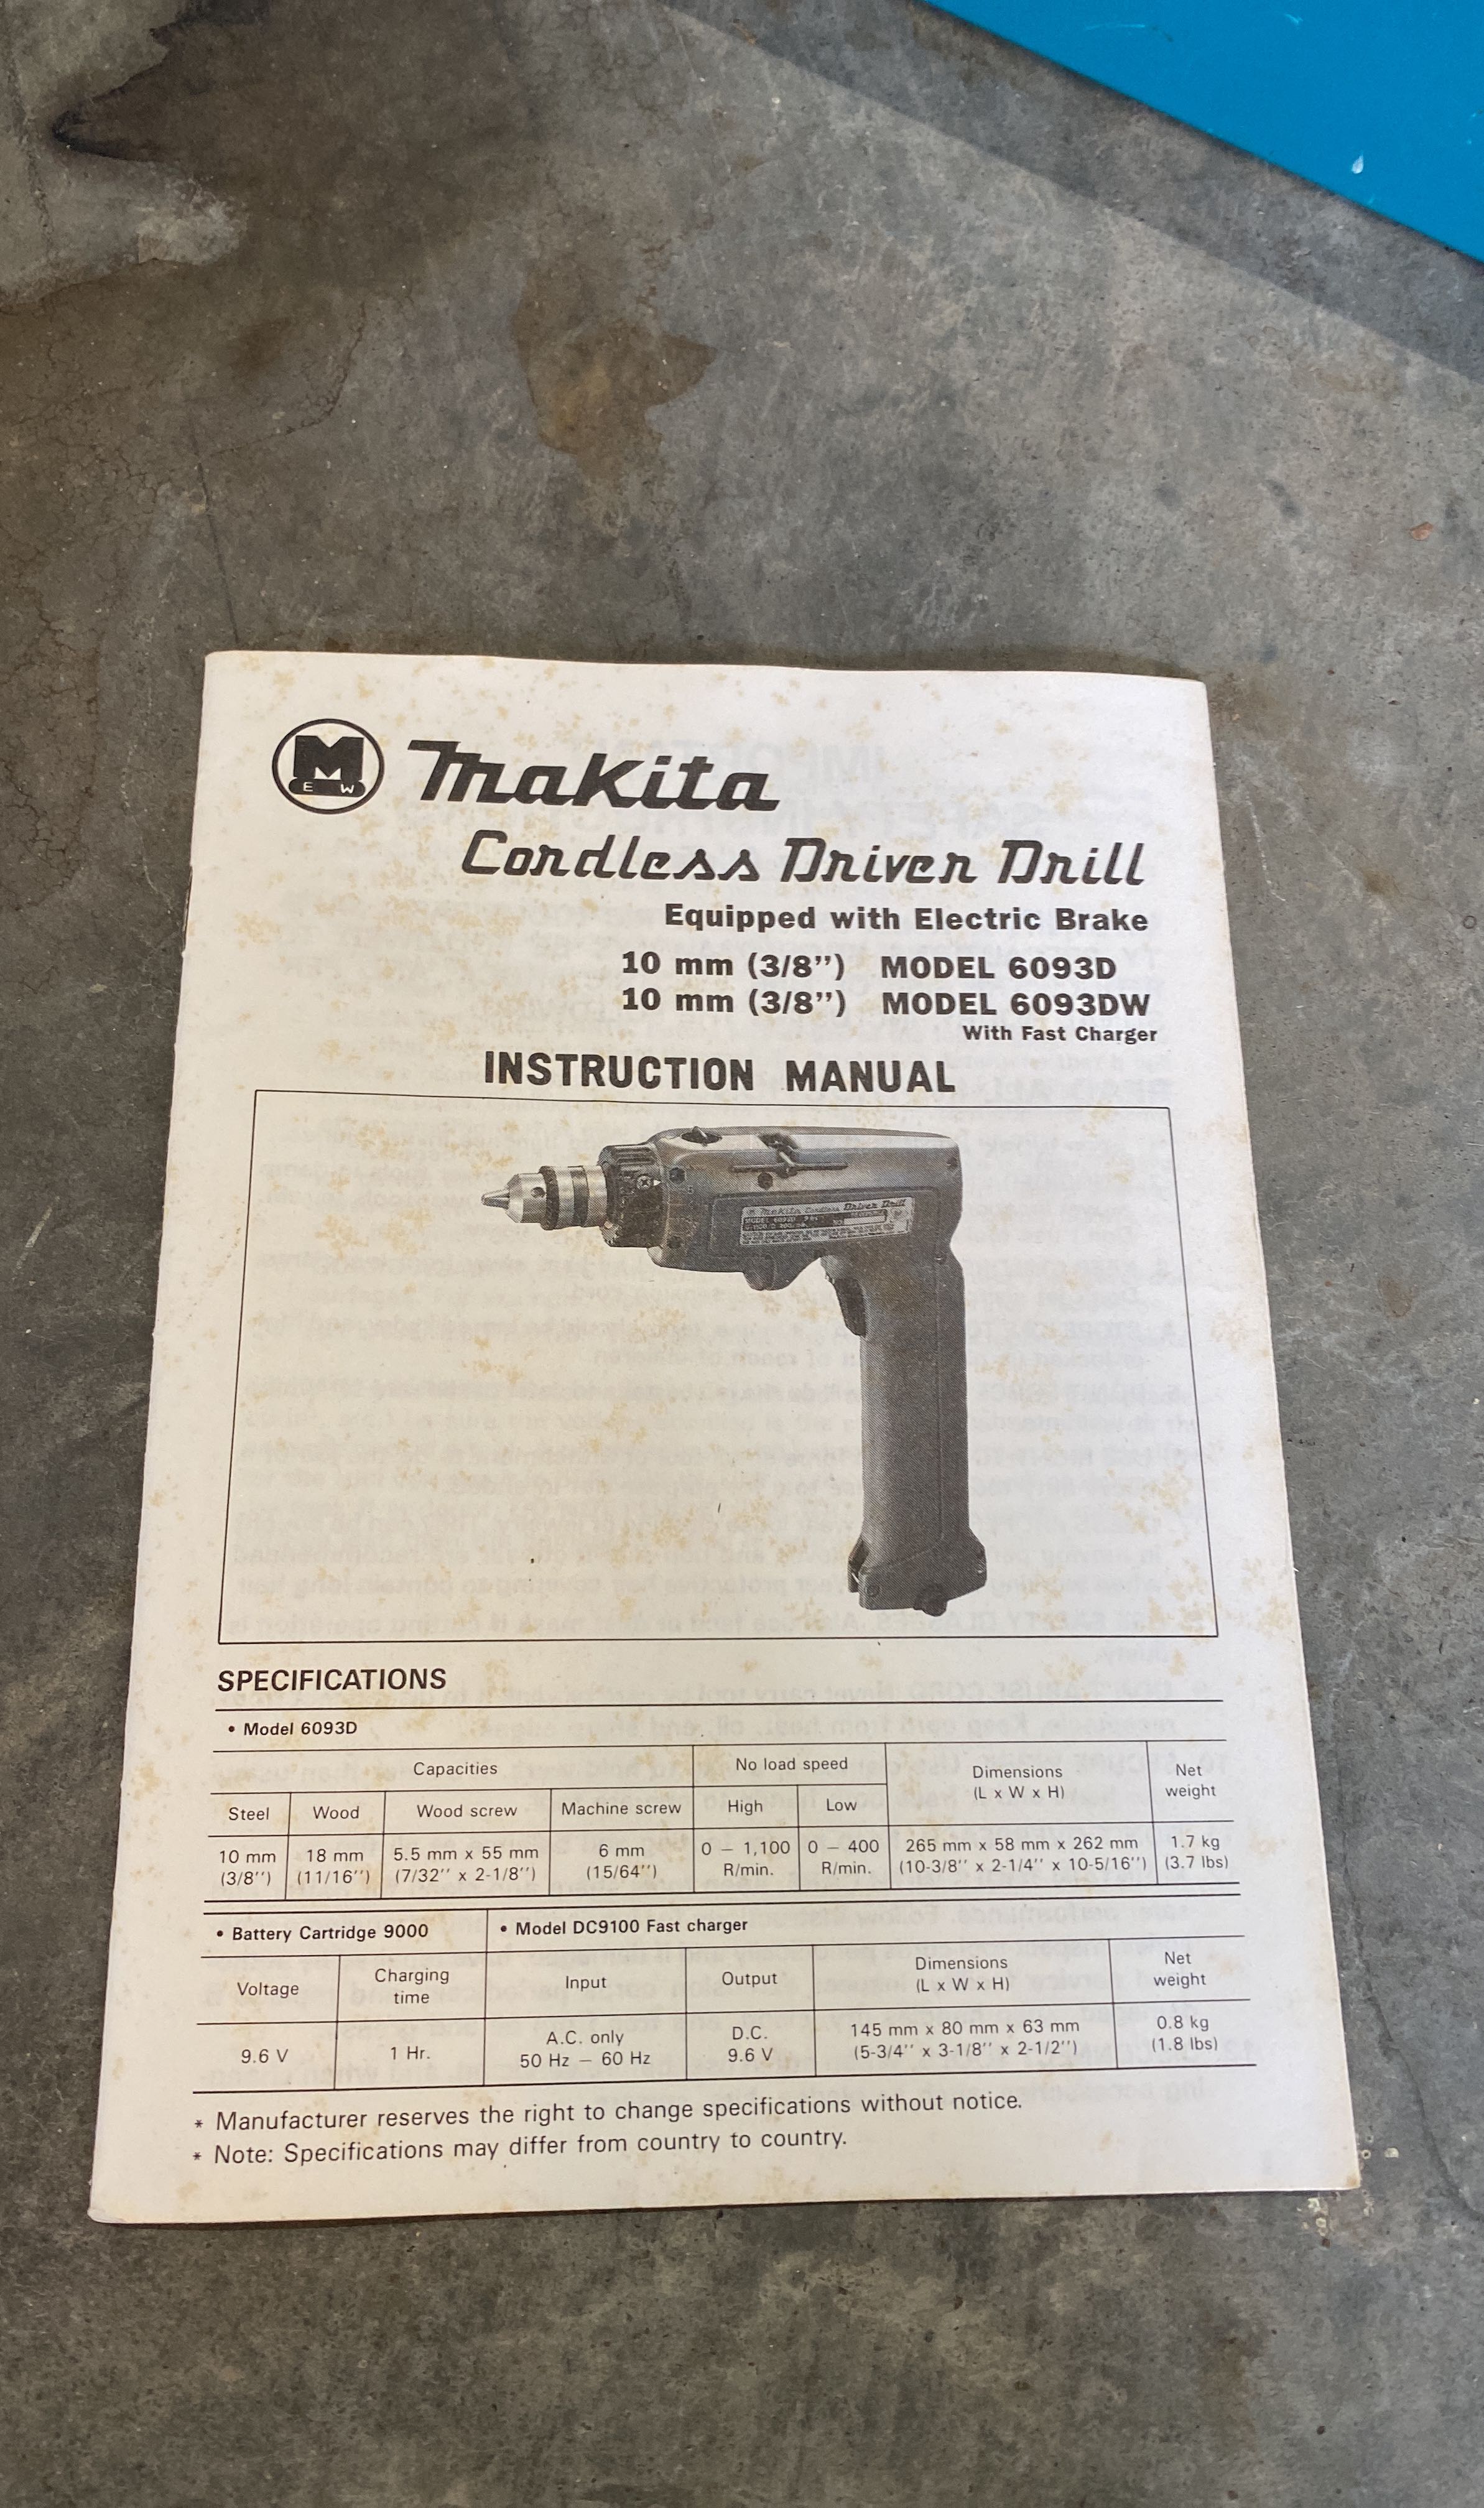 M
E W
Makita
Cordless Driver Drill
Equipped with Electric Brake
10 mm (3/8'') MODEL 6093D
10 mm (3/8'') MODEL 6093DW
With Fast Charger
INSTRUCTION MANUAL
Makita Cordless Driver Drill
SPECIFICATIONS
• Model 6093D
Capacities
No load speed
Dimensions
(L x W x H)
Net
weight
Steel
Wood
Wood screw
Machine screw
High
Low
10 mm
(3/8'')
18 mm
(11/16'')
5.5 mm x 55 mm
(7/32'' x 2-1/8'')
6 mm
(15/64'')
0 – 1,100
R/min.
0 – 400
R/min.
265 mm x 58 mm x 262 mm
(10-3/8'' x 2-1/4'' x 10-5/16'')
1.7 kg
(3.7 lbs)
• Battery Cartridge 9000
• Model DC9100 Fast charger
Voltage
Charging
time
Input
Output
Dimensions
(L x W x H)
Net
weight
9.6 V
1 Hr.
A.C. only
50 Hz – 60 Hz
D.C.
9.6 V
145 mm x 80 mm x 63 mm
(5-3/4'' x 3-1/8'' x 2-1/2'')
0.8 kg
(1.8 lbs)
* Manufacturer reserves the right to change specifications without notice.
* Note: Specifications may differ from country to country.